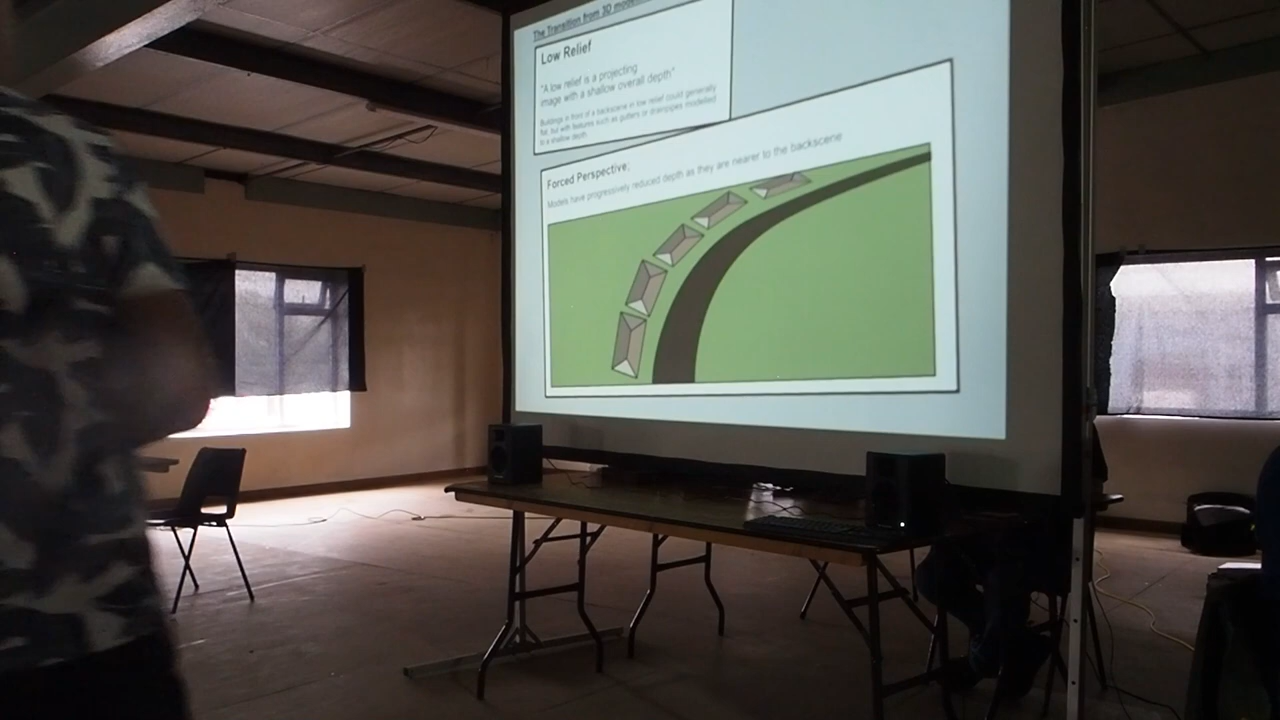 The Transition from 3D
Low Relief
"A low relief is a projecting
image with a shallow overall depth"
Buildings in front of a backscene in low relief could generally
flat, but with features such as gutters or drainpipes modelled
to a shallow depth.
Forced Perspective:
Models have progressively reduced depth as they are nearer to the backscene